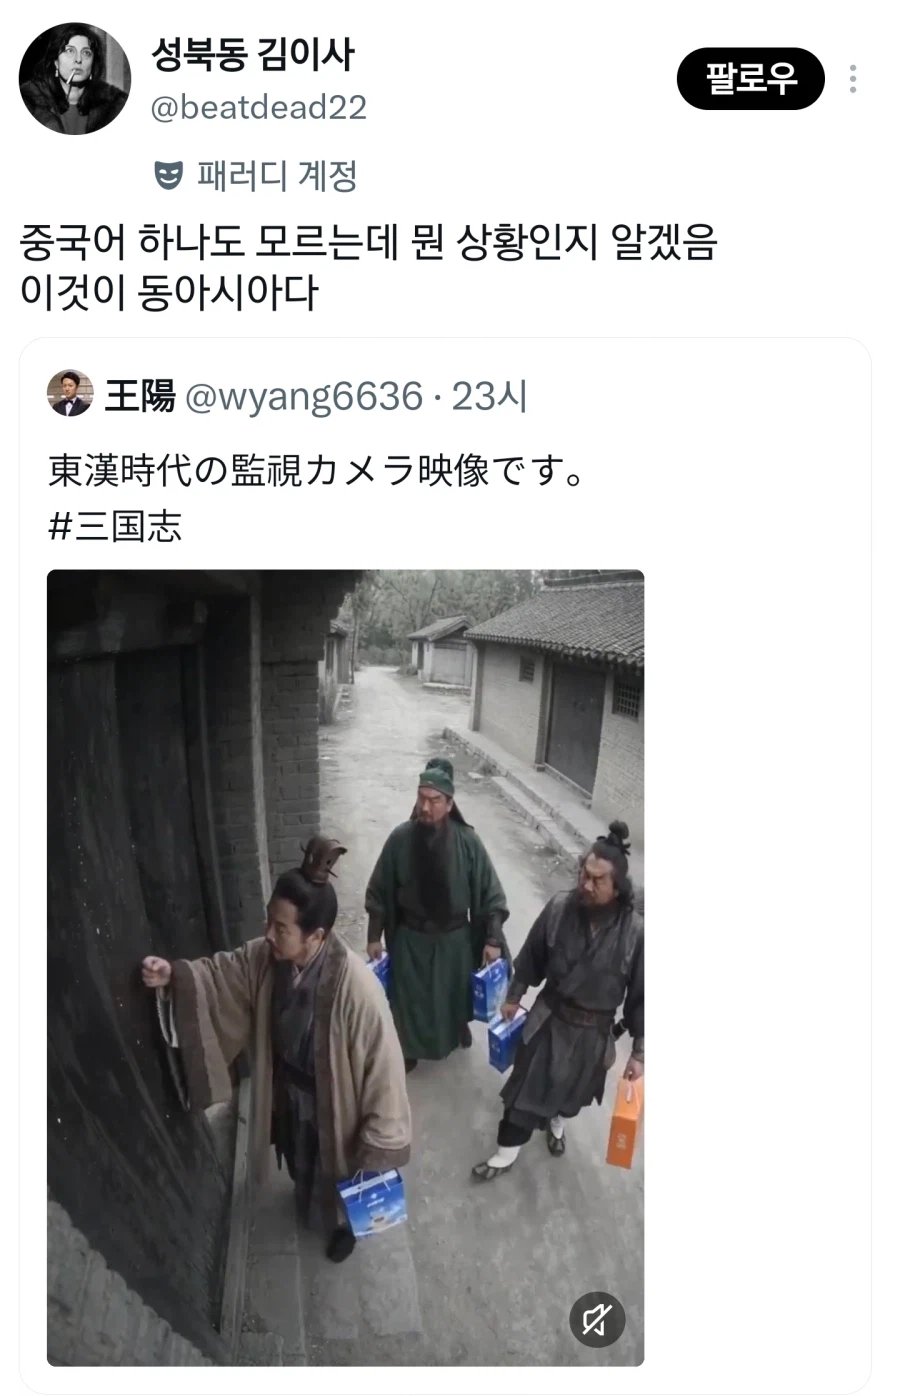 성북동 김이사
@beatdead22
팔로우
패러디 계정
중국어 하나도 모르는데 뭔 상황인지 알겠음
이것이 동아시아다
王陽 @wyang6636 · 23시
東漢時代の監視カメラ映像です。
#三国志